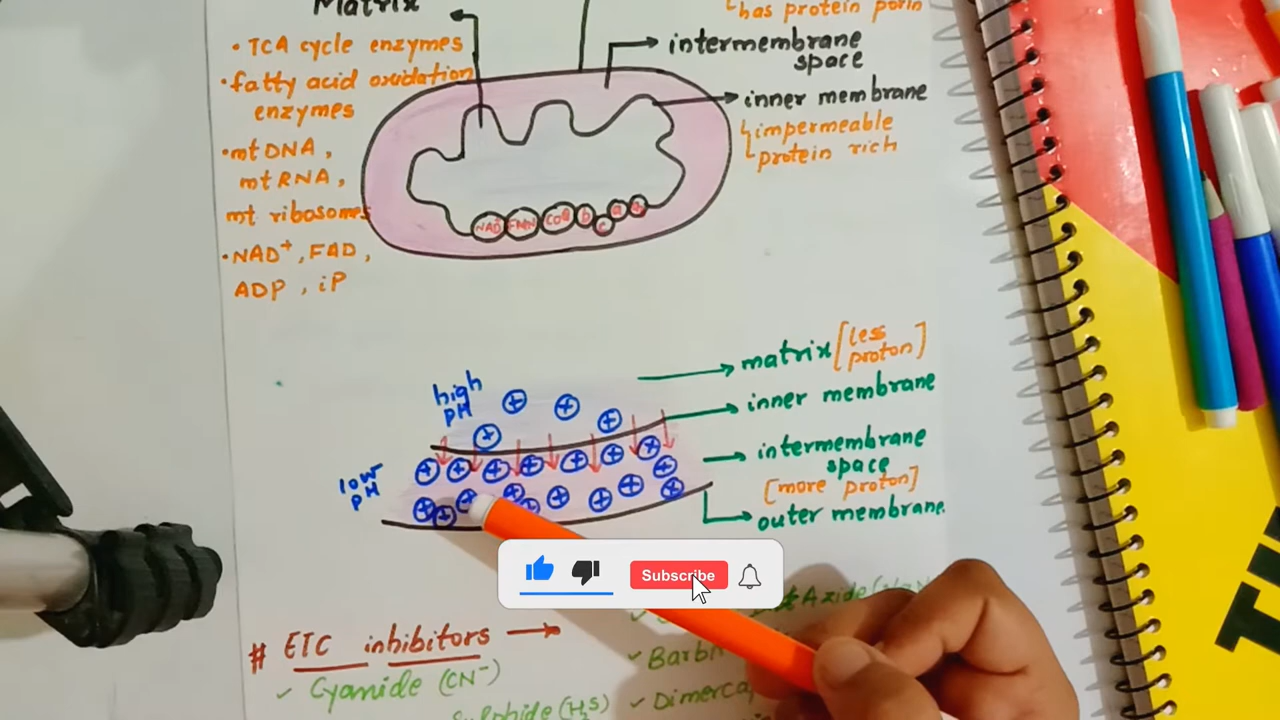 Matrix
• TCA cycle enzymes
• fatty acid oxidation
enzymes
• mt DNA,
mt RNA,
mt ribosomes
• NAD+, FAD,
ADP, iP
has protein porin
intermembrane
space
inner membrane
impermeable
protein rich
NAD+ FMN COQ b c a a3
high
pH
low
pH
matrix [less
proton]
inner membrane
intermembrane
space
[more proton]
outer membrane
Subscribe
# ETC inhibitors →
✓ Cyanide (CN⁻)
Sulphide (H₂S)
Azide
✓
✓